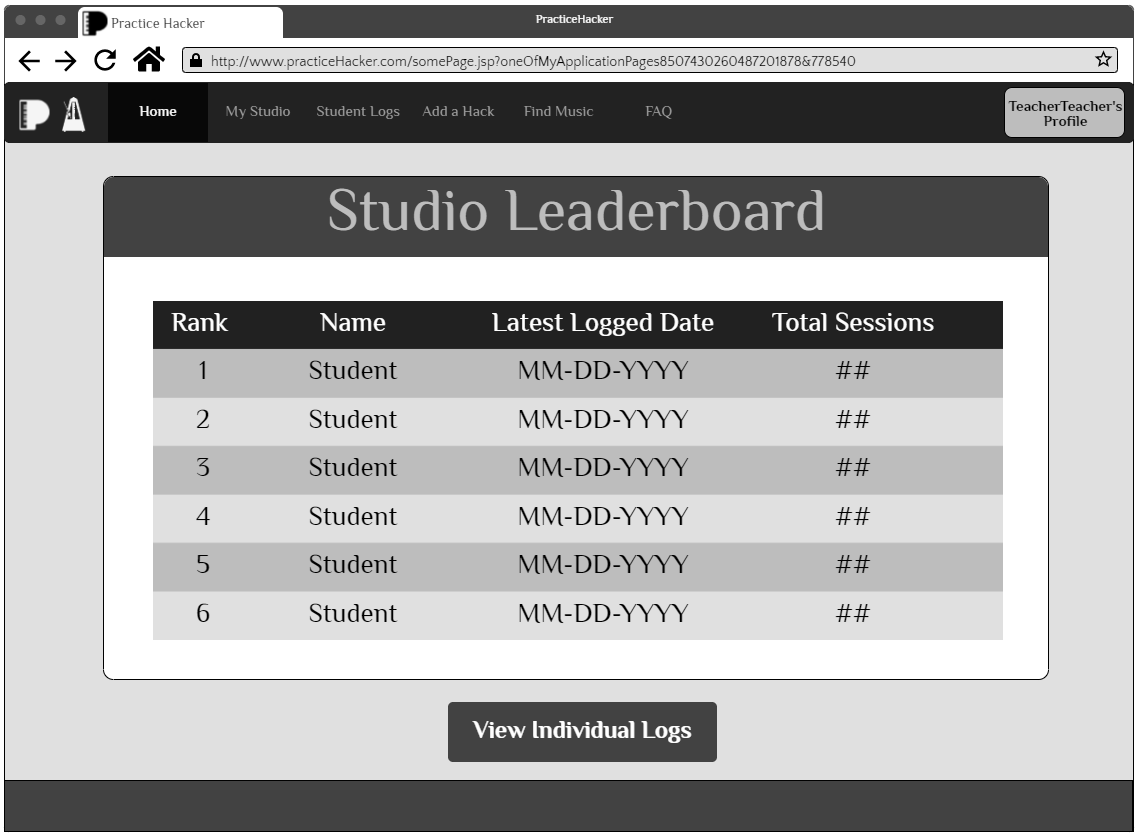 PracticeHacker
Practice Hacker
http://www.practiceHacker.com/somePage.jsp?oneOfMyApplicationPages8507430260487201878&778540
Home My Studio Student Logs Add a Hack Find Music FAQ
TeacherTeacher's
Profile
Studio Leaderboard
Rank Name Latest Logged Date Total Sessions
1 Student MM-DD-YYYY ##
2 Student MM-DD-YYYY ##
3 Student MM-DD-YYYY ##
4 Student MM-DD-YYYY ##
5 Student MM-DD-YYYY ##
6 Student MM-DD-YYYY ##
View Individual Logs